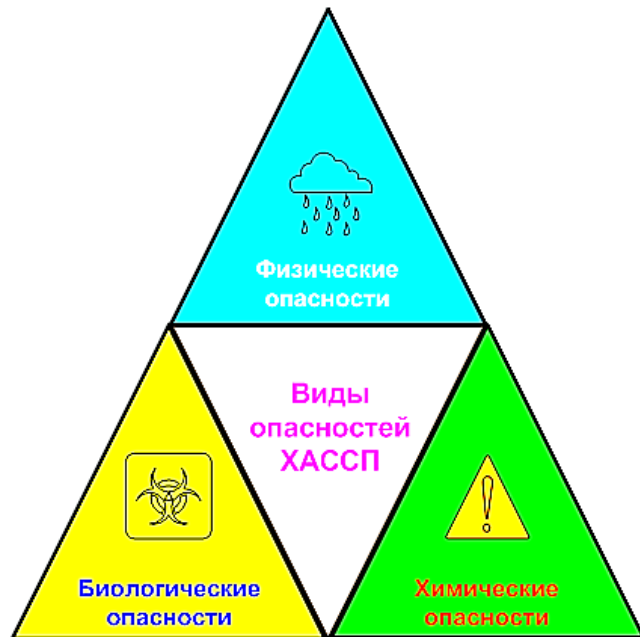 Физические
опасности
Виды
опасностей
ХАССП
Биологические
опасности
Химические
опасности